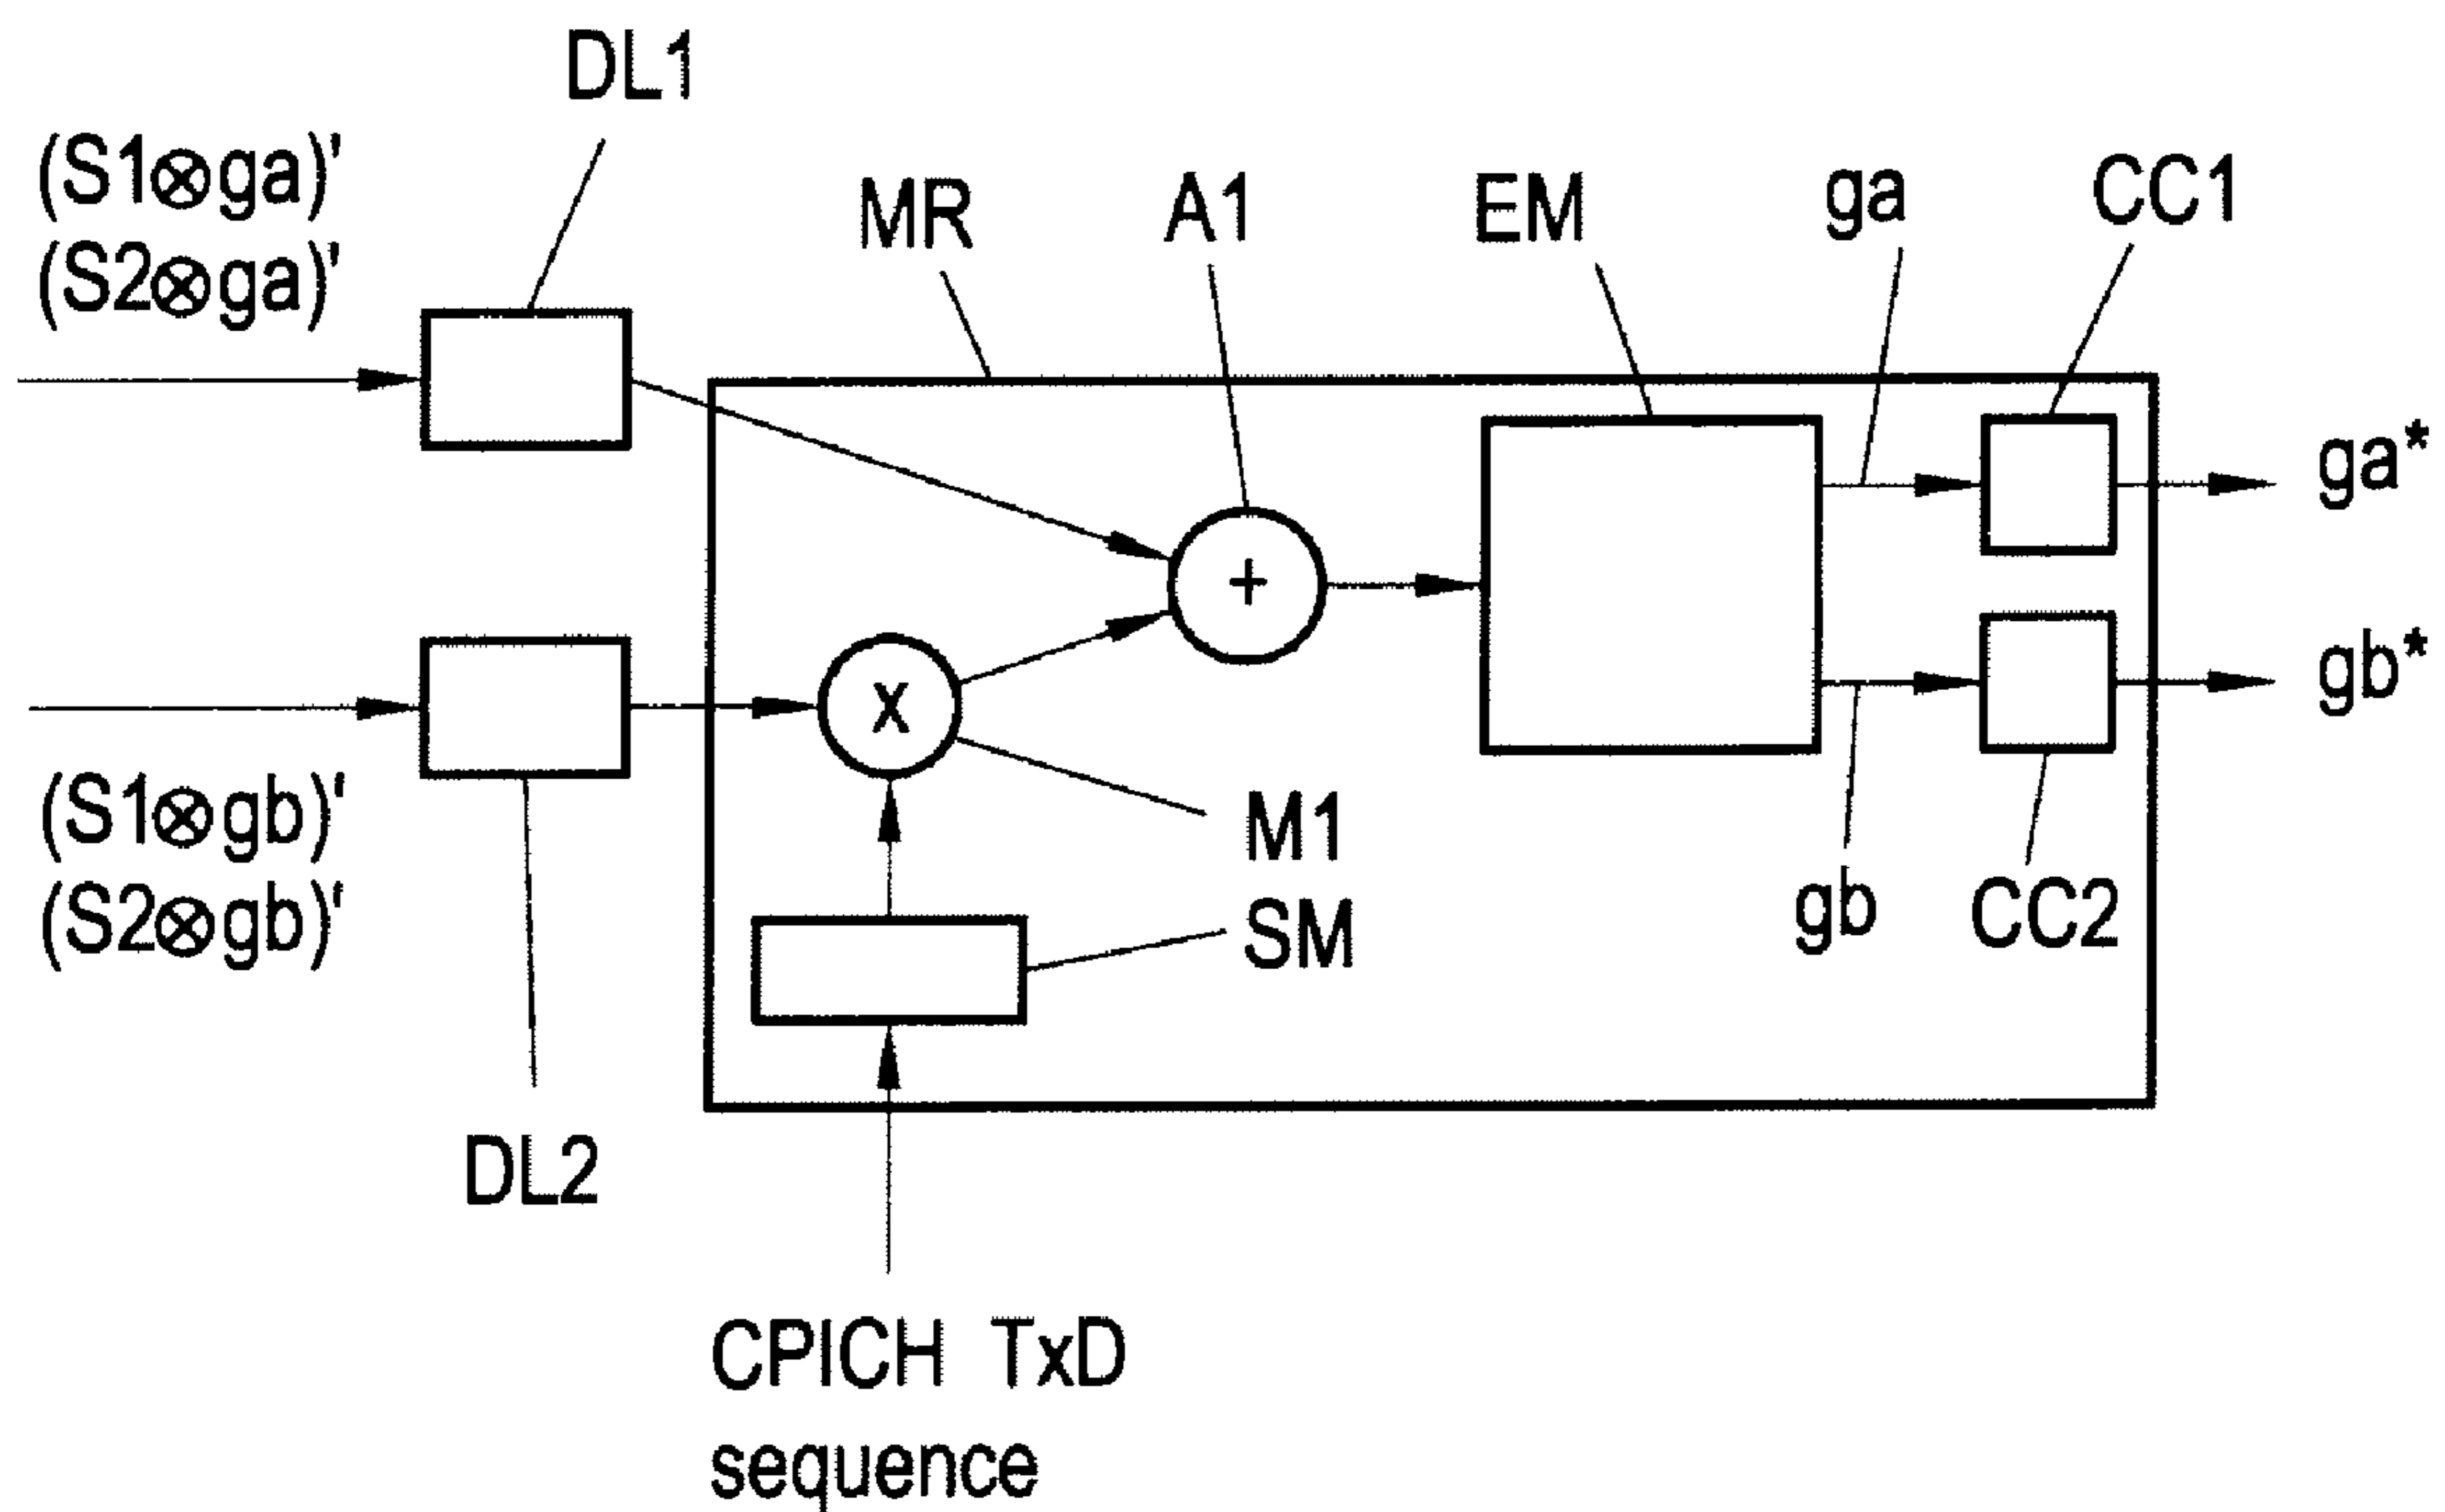 DL1
(S1⊗ga)'
(S2⊗ga)'
MR
A1
EM
ga
CC1
ga*
+
gb*
x
(S1⊗gb)'
(S2⊗gb)'
M1
SM
gb
CC2
DL2
CPICH TxD
sequence